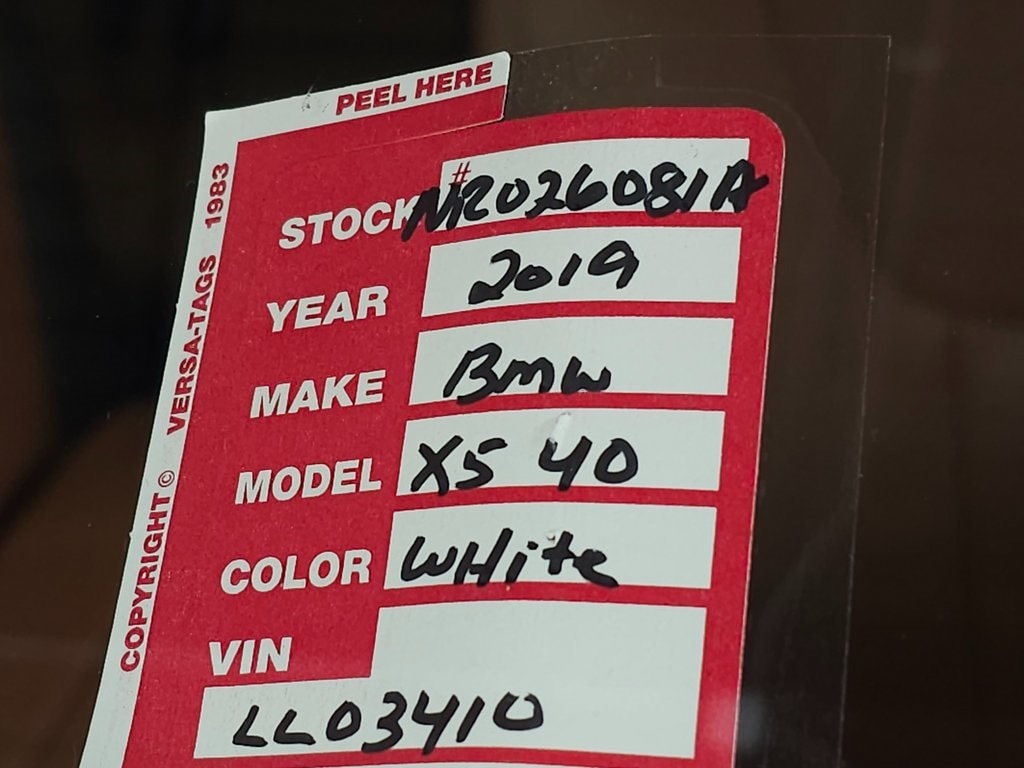 PEEL HERE
COPYRIGHT © VERSA-TAGS 1983
STOCK # NR026081A
YEAR 2019
MAKE BMW
MODEL X5 40
COLOR WHite
VIN
LL03410